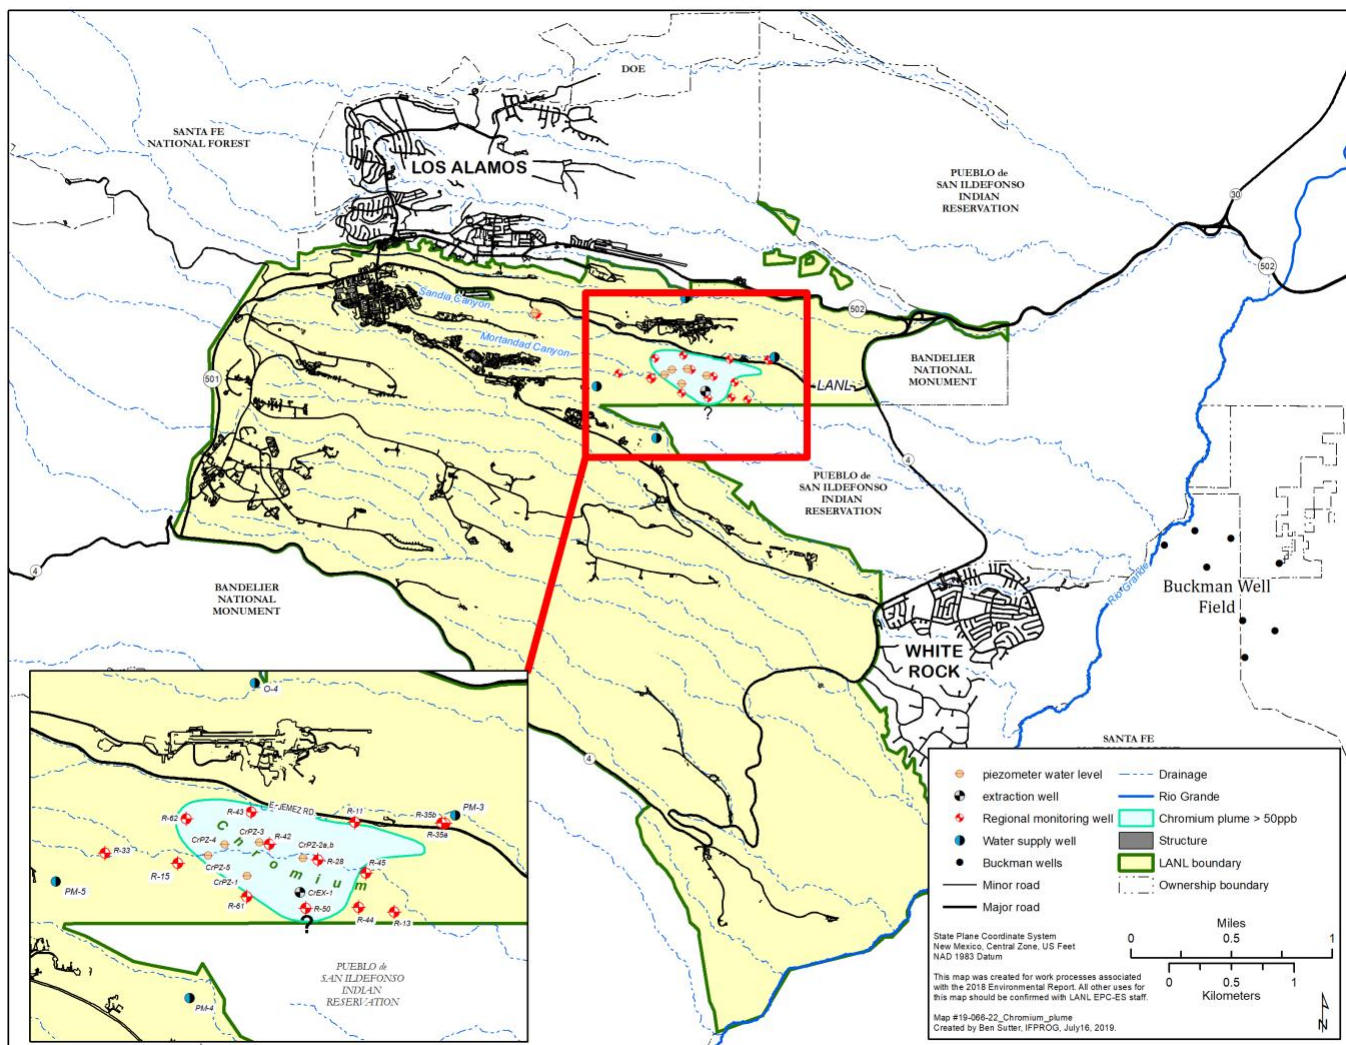 DOE
SANTA FE
NATIONAL FOREST
LOS ALAMOS
PUEBLO de
SAN ILDEFONSO
INDIAN
RESERVATION
30
502
Sandia Canyon
502
Mortandad Canyon
BANDELIER
NATIONAL
MONUMENT
501
LANL
?
4
PUEBLO de
SAN ILDEFONSO
INDIAN
RESERVATION
4
BANDELIER
NATIONAL
MONUMENT
Rio Grande
Buckman Well
Field
WHITE
ROCK
SANTA FE
4
O-4
E-JEMEZ RD
R-43
R-11
R-35b
PM-3
R-62
R-35a
CrPZ-3
R-42
CrPZ-4
CrPZ-2a,b
R-33
R-28
R-45
R-15
CrPZ-5
Chromium
CrPZ-1
PM-5
CrEX-1
R-61
R-50
R-44
R-13
?
PUEBLO de
SAN ILDEFONSO
INDIAN
RESERVATION
PM-4
piezometer water level
extraction well
Regional monitoring well
Water supply well
Buckman wells
Minor road
Major road
Drainage
Rio Grande
Chromium plume > 50ppb
Structure
LANL boundary
Ownership boundary
State Plane Coordinate System
New Mexico, Central Zone, US Feet
NAD 1983 Datum
This map was created for work processes associated
with the 2018 Environmental Report. All other uses for
this map should be confirmed with LANL EPC-ES staff.
Map #19-066-22_Chromium_plume
Created by Ben Sutter, IFPROG, July16, 2019.
Miles
0 0.5 1
0 0.5 1
Kilometers
N